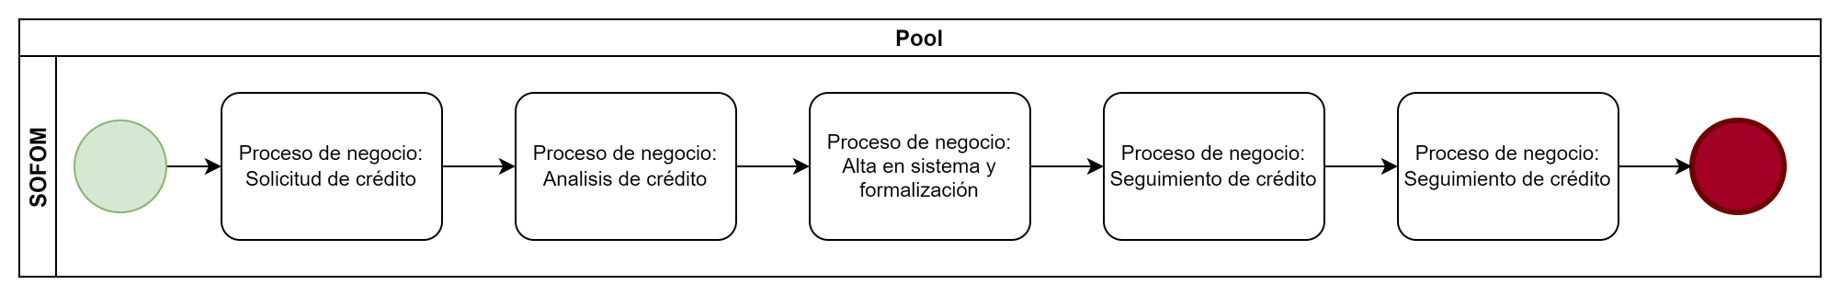 Pool
SOFOM
Proceso de negocio:
Solicitud de crédito
Proceso de negocio:
Analisis de crédito
Proceso de negocio:
Alta en sistema y
formalización
Proceso de negocio:
Seguimiento de crédito
Proceso de negocio:
Seguimiento de crédito